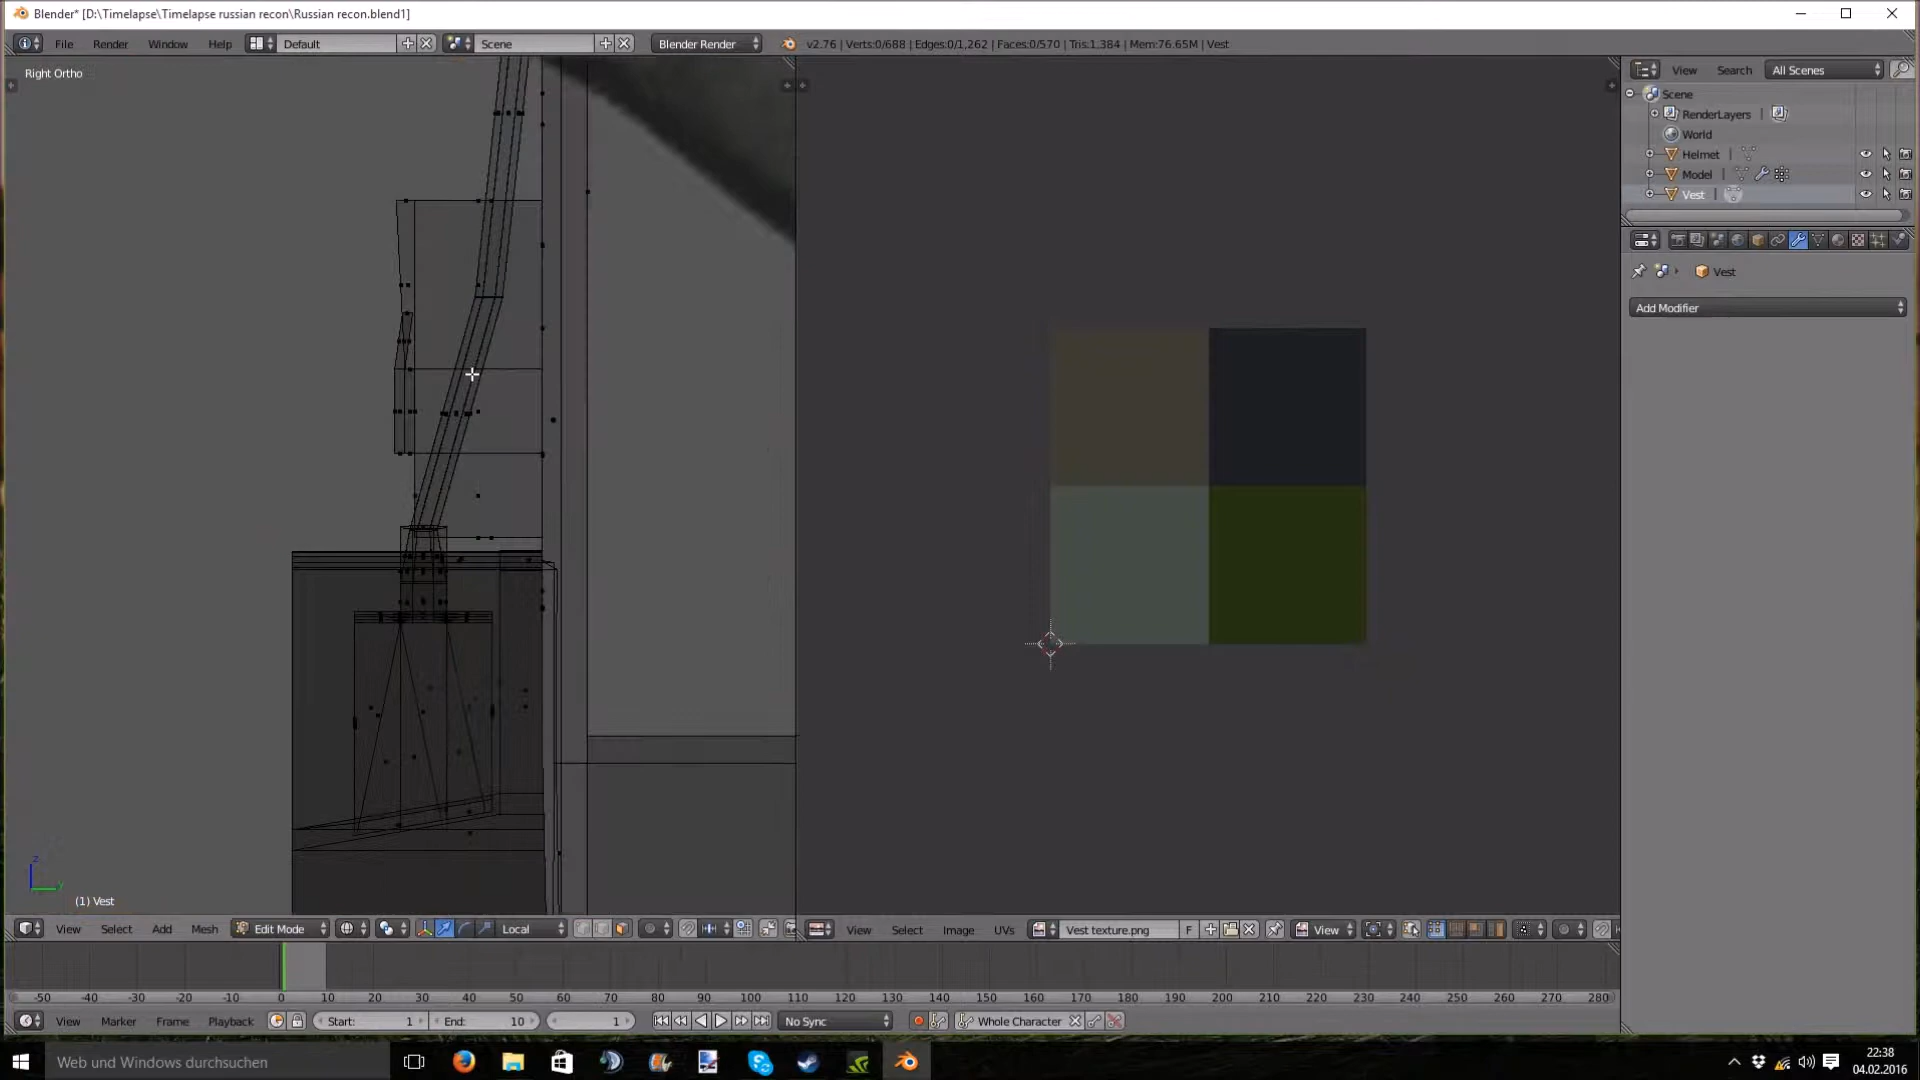 Blender* [D:\Timelapse\Timelapse russian recon\Russian recon.blend1]
File Render Window Help Default Scene Blender Render v2.76 | Verts:0/688 | Edges:0/1,262 | Faces:0/570 | Tris:1,384 | Mem:76.65M | Vest
Right Ortho
View Search All Scenes
Scene
RenderLayers |
World
Helmet |
Model |
Vest |
Vest
Add Modifier
z
y
(1) Vest
View Select Add Mesh Edit Mode Local
View Select Image UVs Vest texture.png F View
-50 -40 -30 -20 -10 0 10 20 30 40 50 60 70 80 90 100 110 120 130 140 150 160 170 180 190 200 210 220 230 240 250 260 270 280
View Marker Frame Playback Start: 1 End: 10 1 No Sync Whole Character
Web und Windows durchsuchen
22:38
04.02.2016